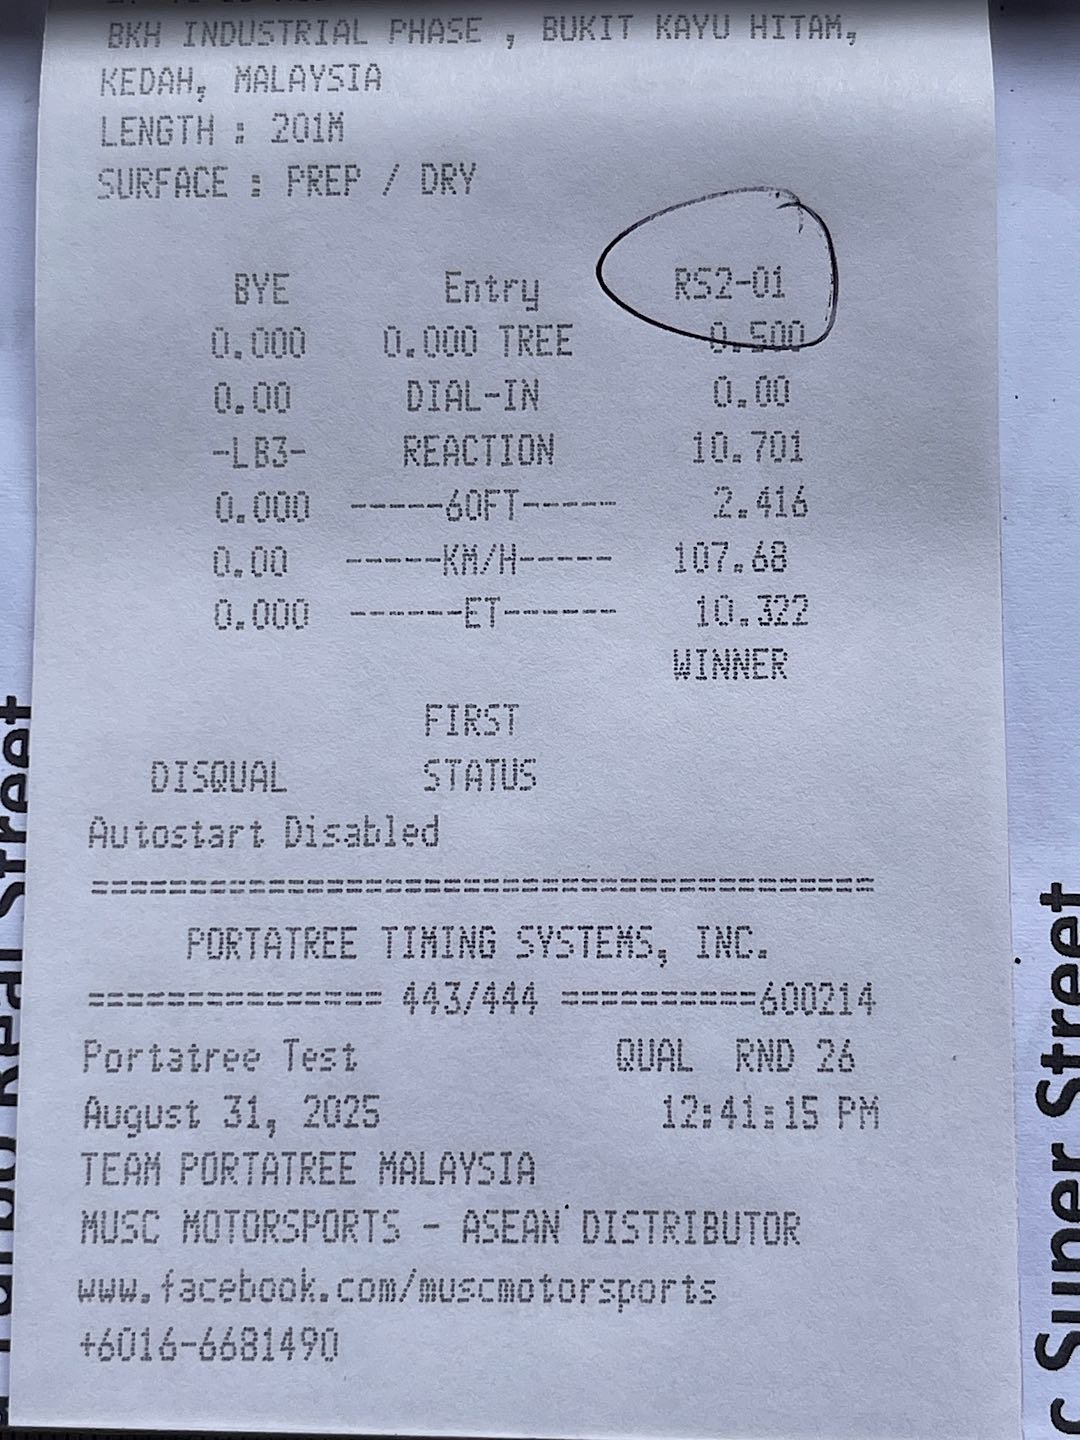 BKH INDUSTRIAL PHASE , BUKIT KAYU HITAM,
KEDAH, MALAYSIA
LENGTH : 201M
SURFACE : PREP / DRY
BYE Entry RS2-01
0.000 0.000 TREE 0.500
0.00 DIAL-IN 0.00
-LB3- REACTION 10.701
0.000 -----60FT----- 2.416
0.00 -----KM/H----- 107.68
0.000 ------ET------ 10.322
WINNER
FIRST
DISQUAL STATUS
Autostart Disabled
========================================
PORTATREE TIMING SYSTEMS, INC.
=============== 443/444 ==========600214
Portatree Test QUAL RND 26
August 31, 2025 12:41:15 PM
TEAM PORTATREE MALAYSIA
MUSC MOTORSPORTS - ASEAN DISTRIBUTOR
www.facebook.com/muscmotorsports
+6016-6681490
Real Street
c Super Street